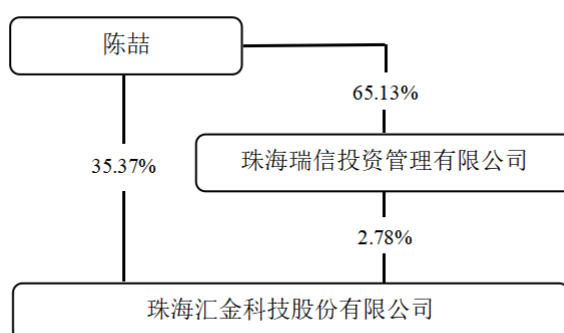 陈喆
65.13%
珠海瑞信投资管理有限公司
35.37%
2.78%
珠海汇金科技股份有限公司